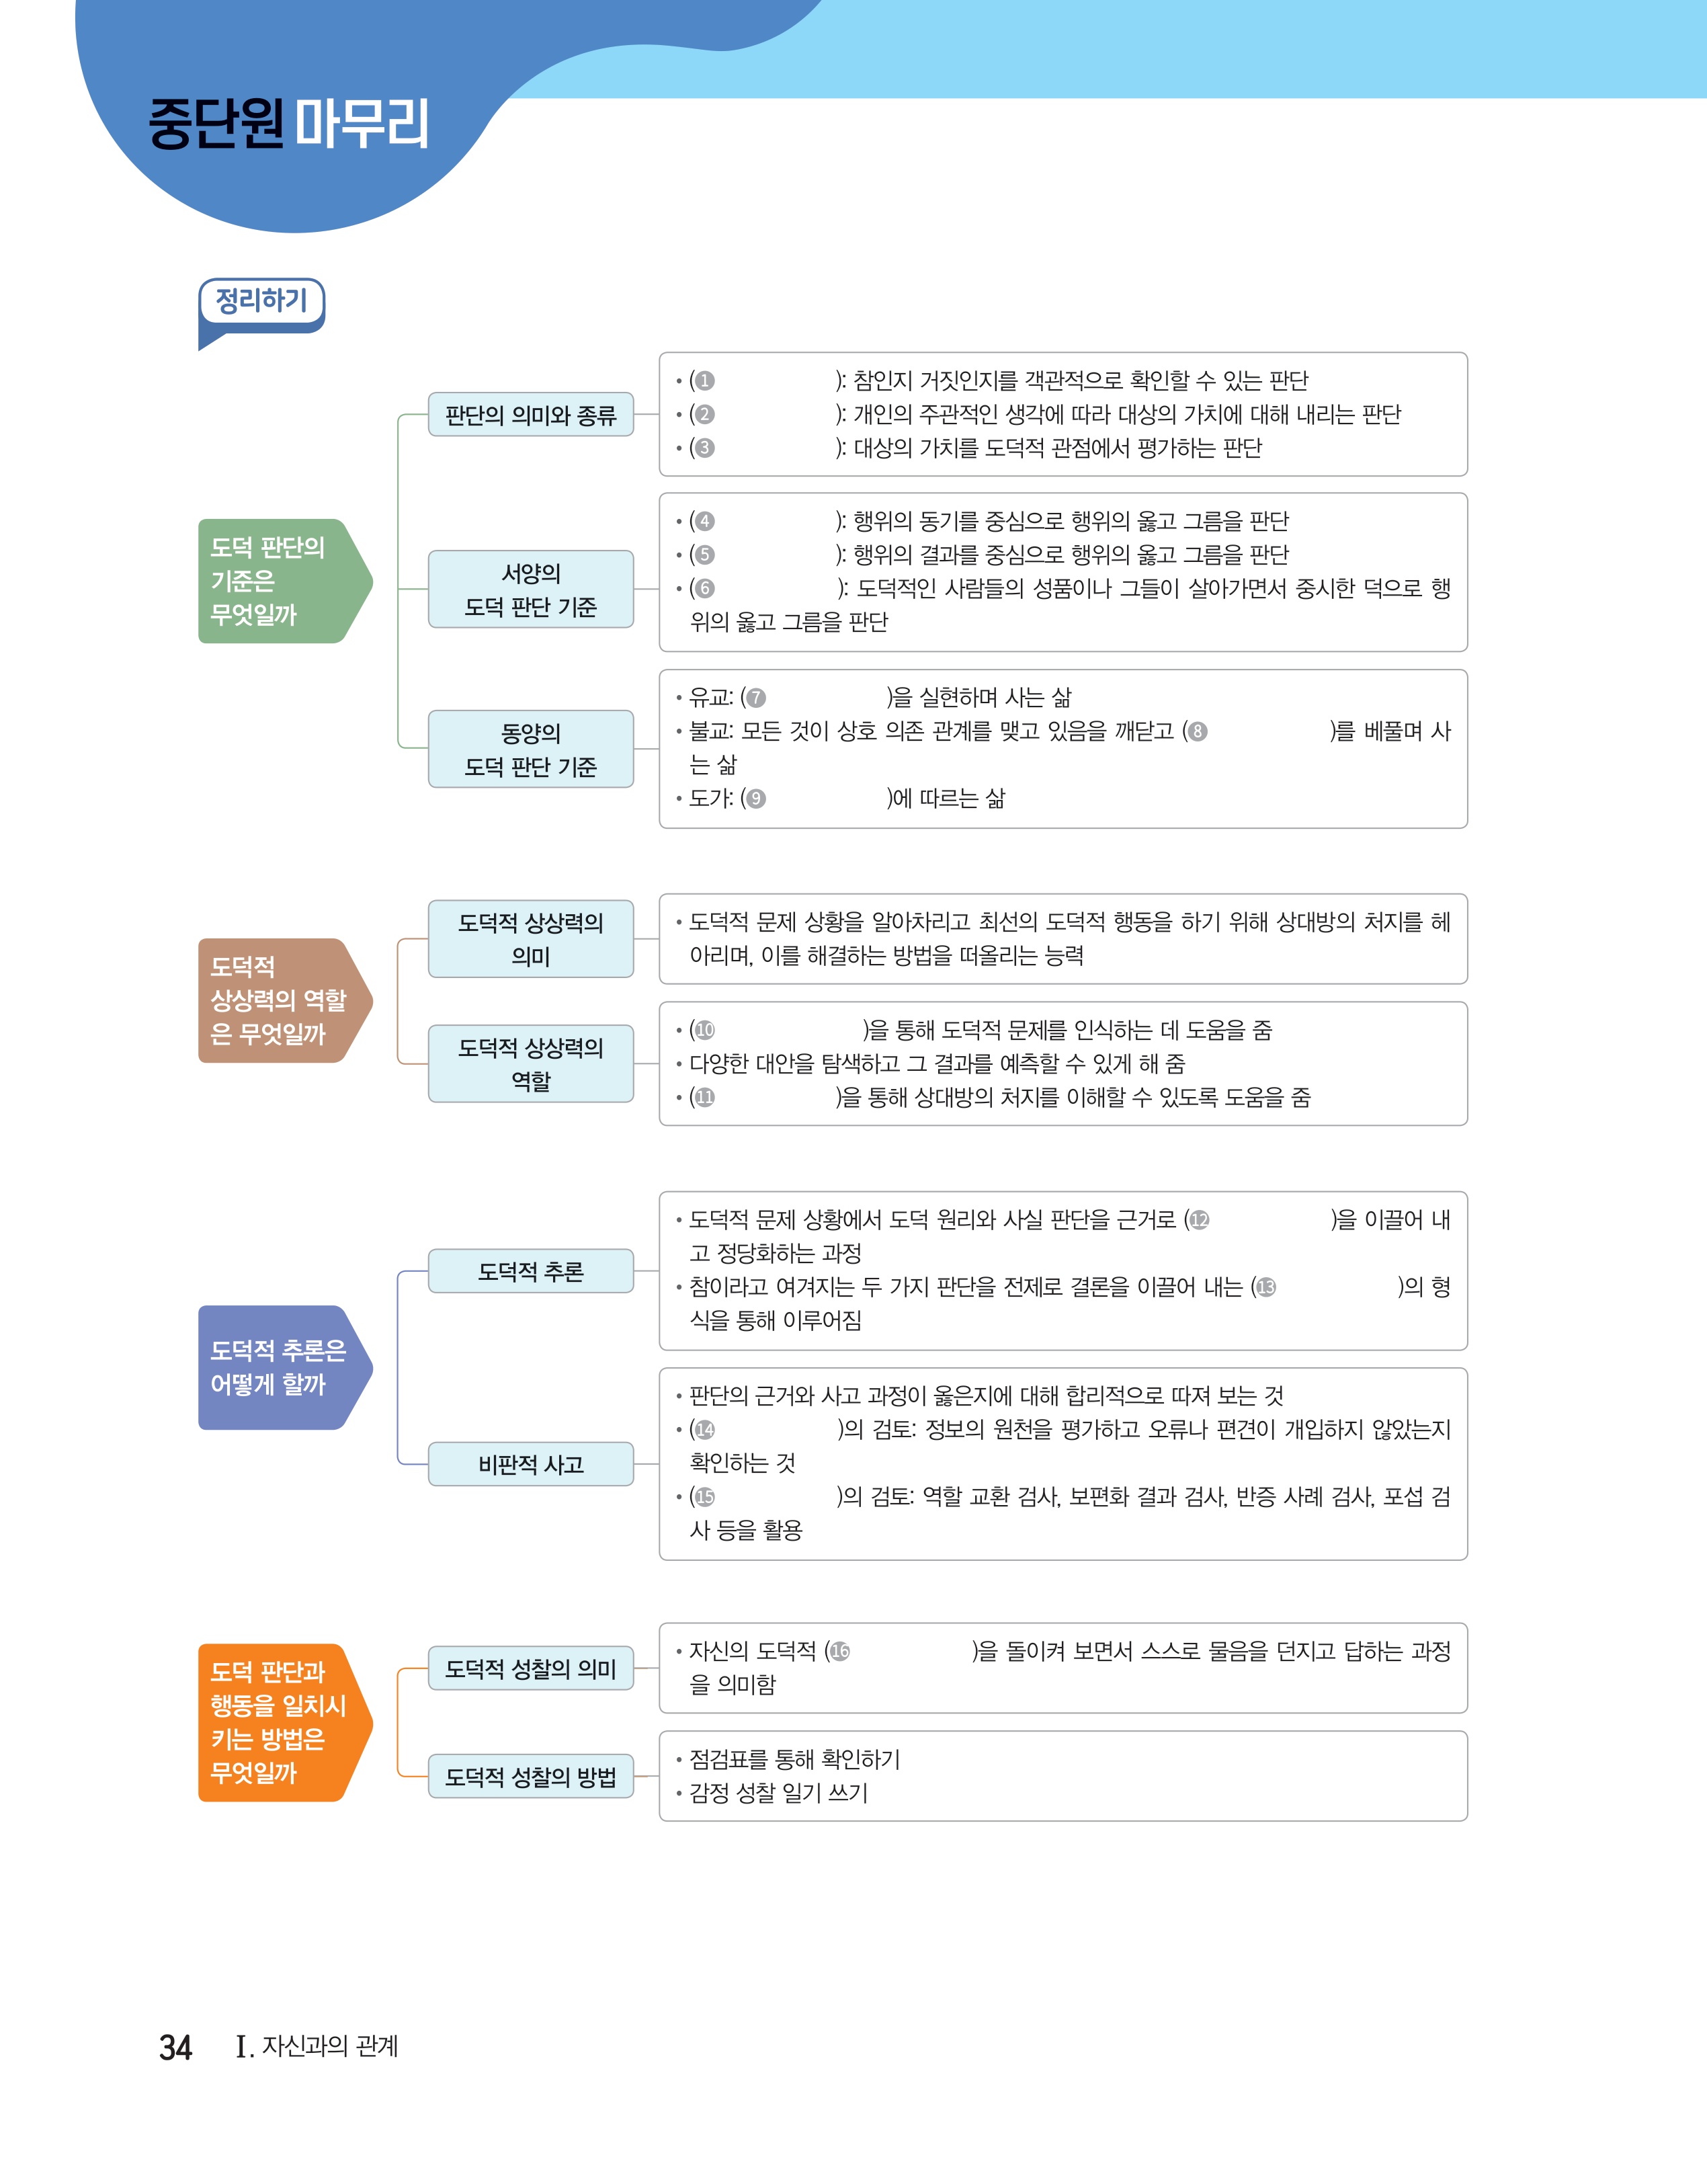 중단원 마무리
정리하기
도덕 판단의
기준은
무엇일까
판단의 의미와 종류
• (1 ): 참인지 거짓인지를 객관적으로 확인할 수 있는 판단
• (2 ): 개인의 주관적인 생각에 따라 대상의 가치에 대해 내리는 판단
• (3 ): 대상의 가치를 도덕적 관점에서 평가하는 판단
서양의
도덕 판단 기준
• (4 ): 행위의 동기를 중심으로 행위의 옳고 그름을 판단
• (5 ): 행위의 결과를 중심으로 행위의 옳고 그름을 판단
• (6 ): 도덕적인 사람들의 성품이나 그들이 살아가면서 중시한 덕으로 행
위의 옳고 그름을 판단
동양의
도덕 판단 기준
• 유교: (7 )을 실현하며 사는 삶
• 불교: 모든 것이 상호 의존 관계를 맺고 있음을 깨닫고 (8 )를 베풀며 사
는 삶
• 도가: (9 )에 따르는 삶
도덕적
상상력의 역할
은 무엇일까
도덕적 상상력의
의미
• 도덕적 문제 상황을 알아차리고 최선의 도덕적 행동을 하기 위해 상대방의 처지를 헤
아리며, 이를 해결하는 방법을 떠올리는 능력
도덕적 상상력의
역할
• (10 )을 통해 도덕적 문제를 인식하는 데 도움을 줌
• 다양한 대안을 탐색하고 그 결과를 예측할 수 있게 해 줌
• (11 )을 통해 상대방의 처지를 이해할 수 있도록 도움을 줌
도덕적 추론은
어떻게 할까
도덕적 추론
• 도덕적 문제 상황에서 도덕 원리와 사실 판단을 근거로 (12 )을 이끌어 내
고 정당화하는 과정
• 참이라고 여겨지는 두 가지 판단을 전제로 결론을 이끌어 내는 (13 )의 형
식을 통해 이루어짐
비판적 사고
• 판단의 근거와 사고 과정이 옳은지에 대해 합리적으로 따져 보는 것
• (14 )의 검토: 정보의 원천을 평가하고 오류나 편견이 개입하지 않았는지
확인하는 것
• (15 )의 검토: 역할 교환 검사, 보편화 결과 검사, 반증 사례 검사, 포섭 검
사 등을 활용
도덕 판단과
행동을 일치시
키는 방법은
무엇일까
도덕적 성찰의 의미
• 자신의 도덕적 (16 )을 돌이켜 보면서 스스로 물음을 던지고 답하는 과정
을 의미함
도덕적 성찰의 방법
• 점검표를 통해 확인하기
• 감정 성찰 일기 쓰기
34 I. 자신과의 관계